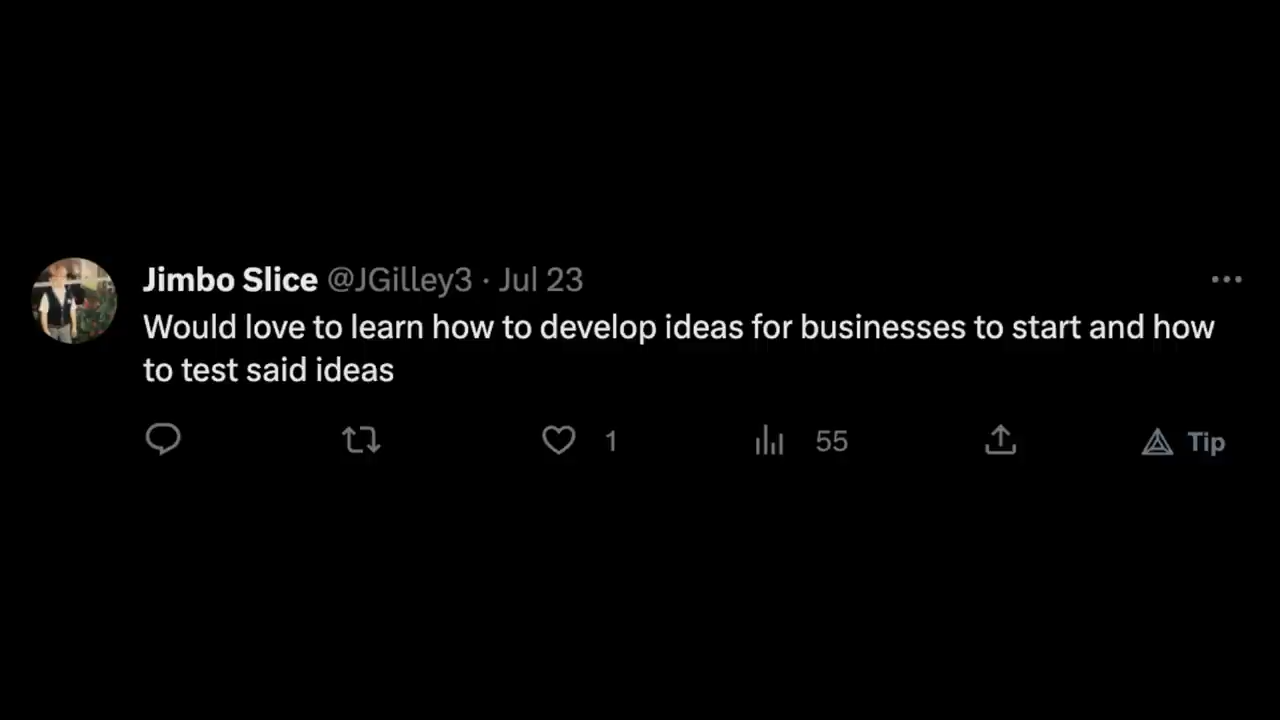 Jimbo Slice @JGilley3 · Jul 23
Would love to learn how to develop ideas for businesses to start and how
to test said ideas
1 55 Tip